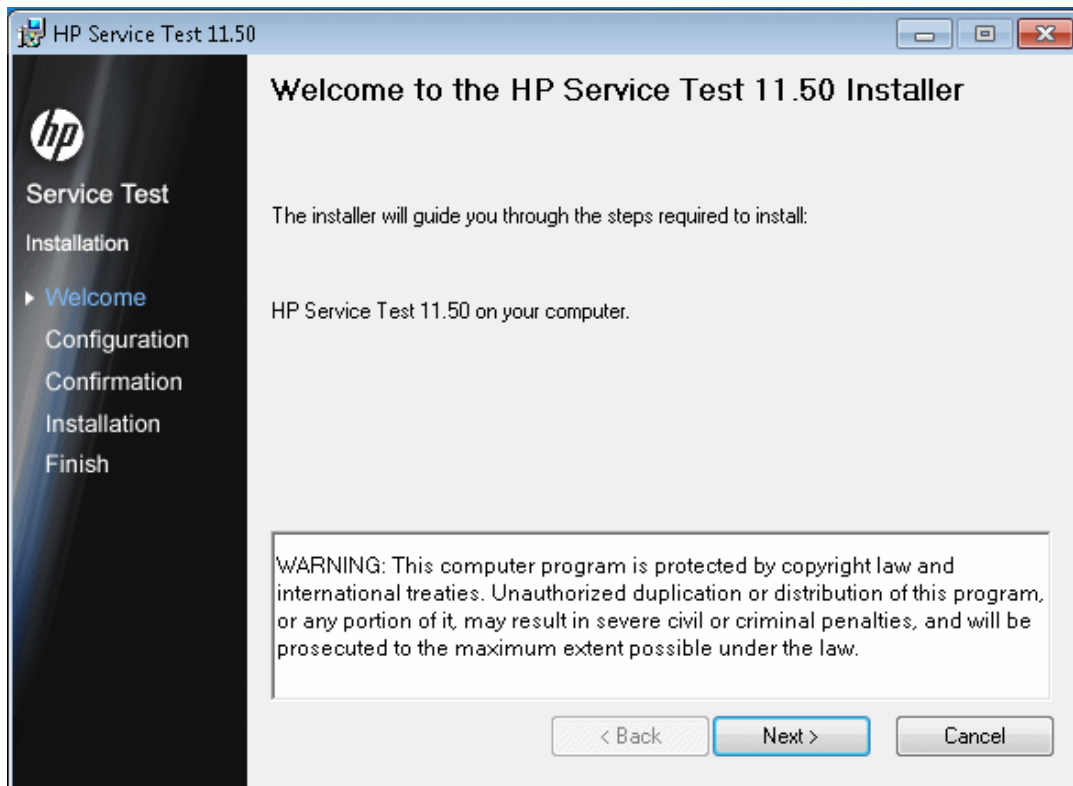 HP Service Test 11.50
hp
Service Test
Installation
Welcome
Configuration
Confirmation
Installation
Finish
Welcome to the HP Service Test 11.50 Installer
The installer will guide you through the steps required to install:
HP Service Test 11.50 on your computer.
WARNING: This computer program is protected by copyright law and
international treaties. Unauthorized duplication or distribution of this program,
or any portion of it, may result in severe civil or criminal penalties, and will be
prosecuted to the maximum extent possible under the law.
< Back
Next >
Cancel